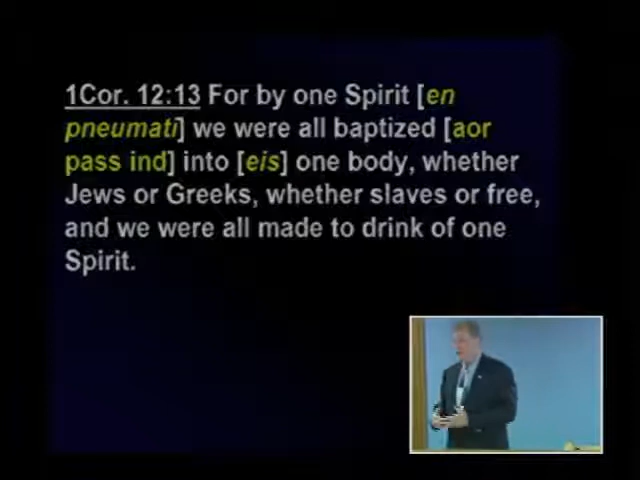 1Cor. 12:13 For by one Spirit [en
pneumati] we were all baptized [aor
pass ind] into [eis] one body, whether
Jews or Greeks, whether slaves or free,
and we were all made to drink of one
Spirit.